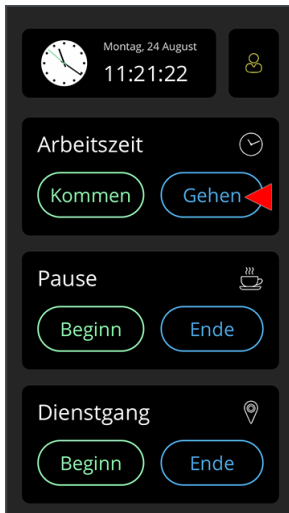 Montag, 24 August
11:21:22
Arbeitszeit
Kommen Gehen
Pause
Beginn Ende
Dienstgang
Beginn Ende